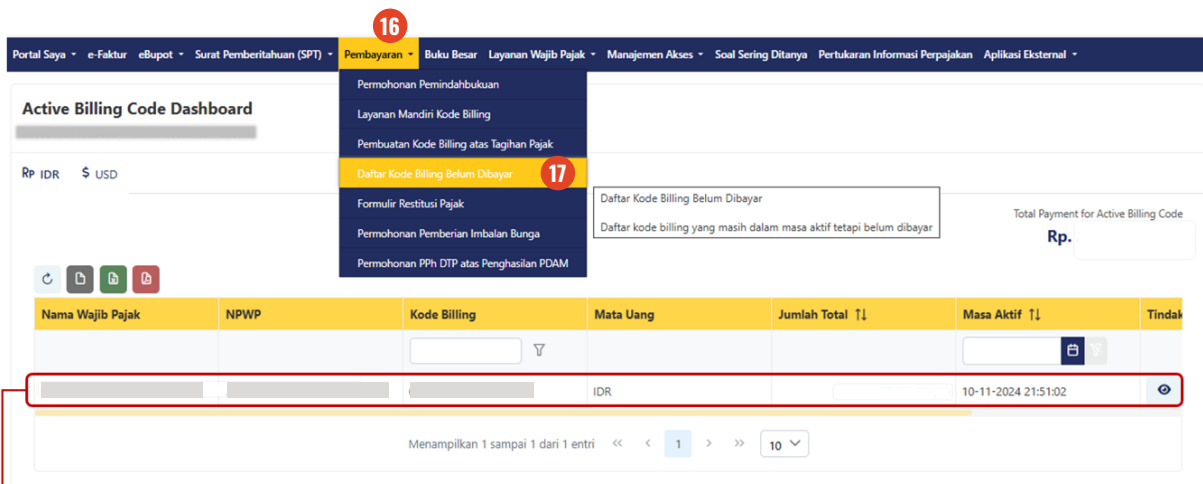 16
Portal Saya e-Faktur eBupot Surat Pemberitahuan (SPT) Pembayaran Buku Besar Layanan Wajib Pajak Manajemen Akses Soal Sering Ditanya Pertukaran Informasi Perpajakan Aplikasi Eksternal
Permohonan Pemindahbukuan
Layanan Mandiri Kode Billing
Pembuatan Kode Billing atas Tagihan Pajak
Daftar Kode Billing Belum Dibayar 17
Formulir Restitusi Pajak
Permohonan Pemberian Imbalan Bunga
Permohonan PPh DTP atas Penghasilan PDAM
Active Billing Code Dashboard
RP IDR $ USD
Daftar Kode Billing Belum Dibayar
Daftar kode billing yang masih dalam masa aktif tetapi belum dibayar
Total Payment for Active Billing Code
Rp.
Nama Wajib Pajak NPWP Kode Billing Mata Uang Jumlah Total Masa Aktif Tindak
IDR 10-11-2024 21:51:02
Menampilkan 1 sampai 1 dari 1 entri << < 1 > >> 10